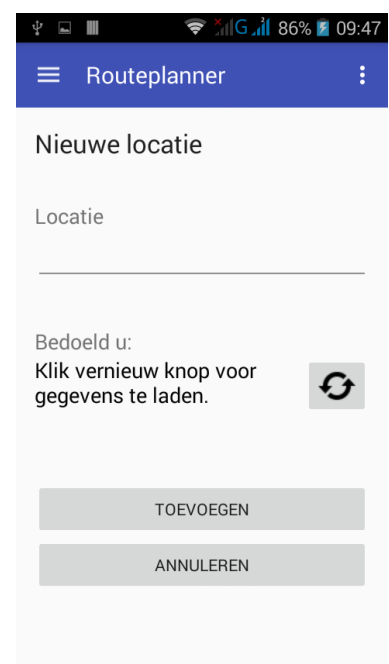 G 86% 09:47
Routeplanner
Nieuwe locatie
Locatie
Bedoeld u:
Klik vernieuw knop voor
gegevens te laden.
TOEVOEGEN
ANNULEREN